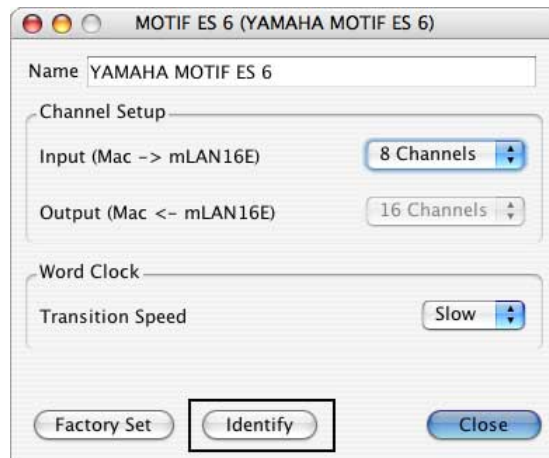 MOTIF ES 6 (YAMAHA MOTIF ES 6)
Name YAMAHA MOTIF ES 6
Channel Setup
Input (Mac -> mLAN16E) 8 Channels
Output (Mac <- mLAN16E) 16 Channels
Word Clock
Transition Speed Slow
Factory Set Identify Close